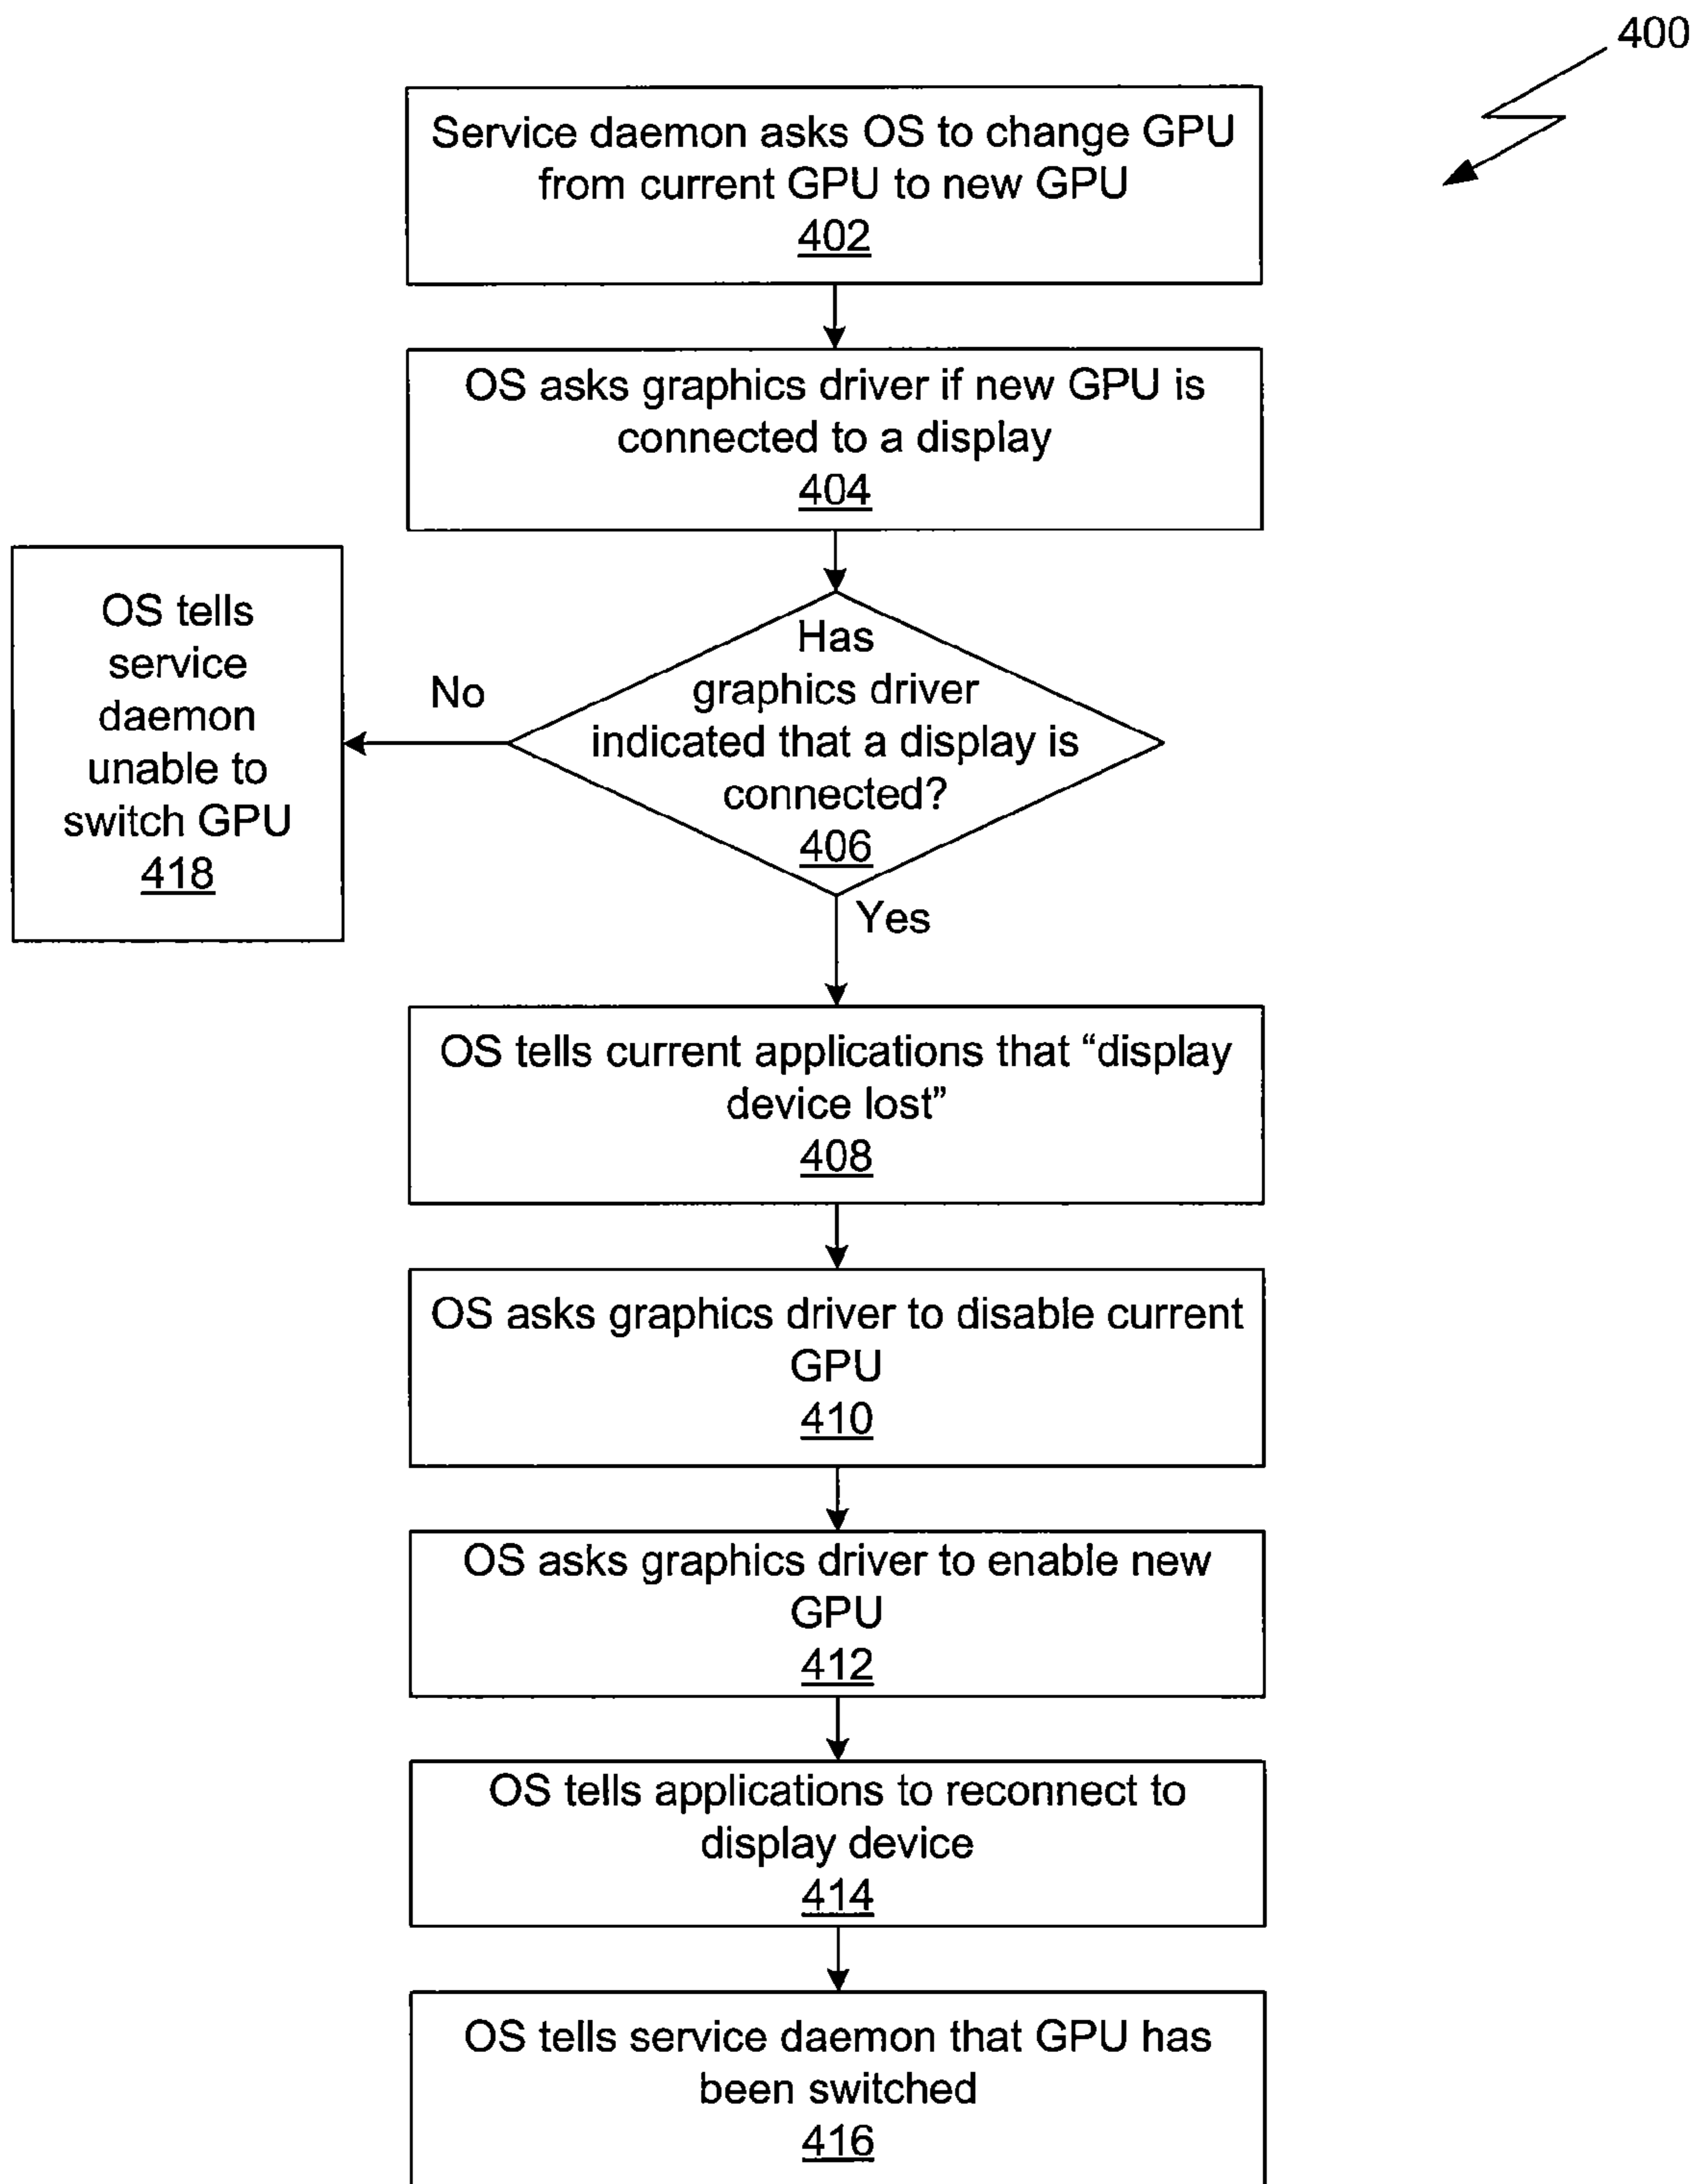 400
Service daemon asks OS to change GPU
from current GPU to new GPU
402
OS asks graphics driver if new GPU is
connected to a display
404
Has
graphics driver
indicated that a display is
connected?
406
No
OS tells
service
daemon
unable to
switch GPU
418
Yes
OS tells current applications that “display
device lost”
408
OS asks graphics driver to disable current
GPU
410
OS asks graphics driver to enable new
GPU
412
OS tells applications to reconnect to
display device
414
OS tells service daemon that GPU has
been switched
416